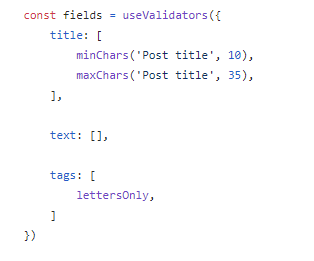 const fields = useValidators({
    title: [
        minChars('Post title', 10),
        maxChars('Post title', 35),
    ],

    text: [],

    tags: [
        lettersOnly,
    ]
})